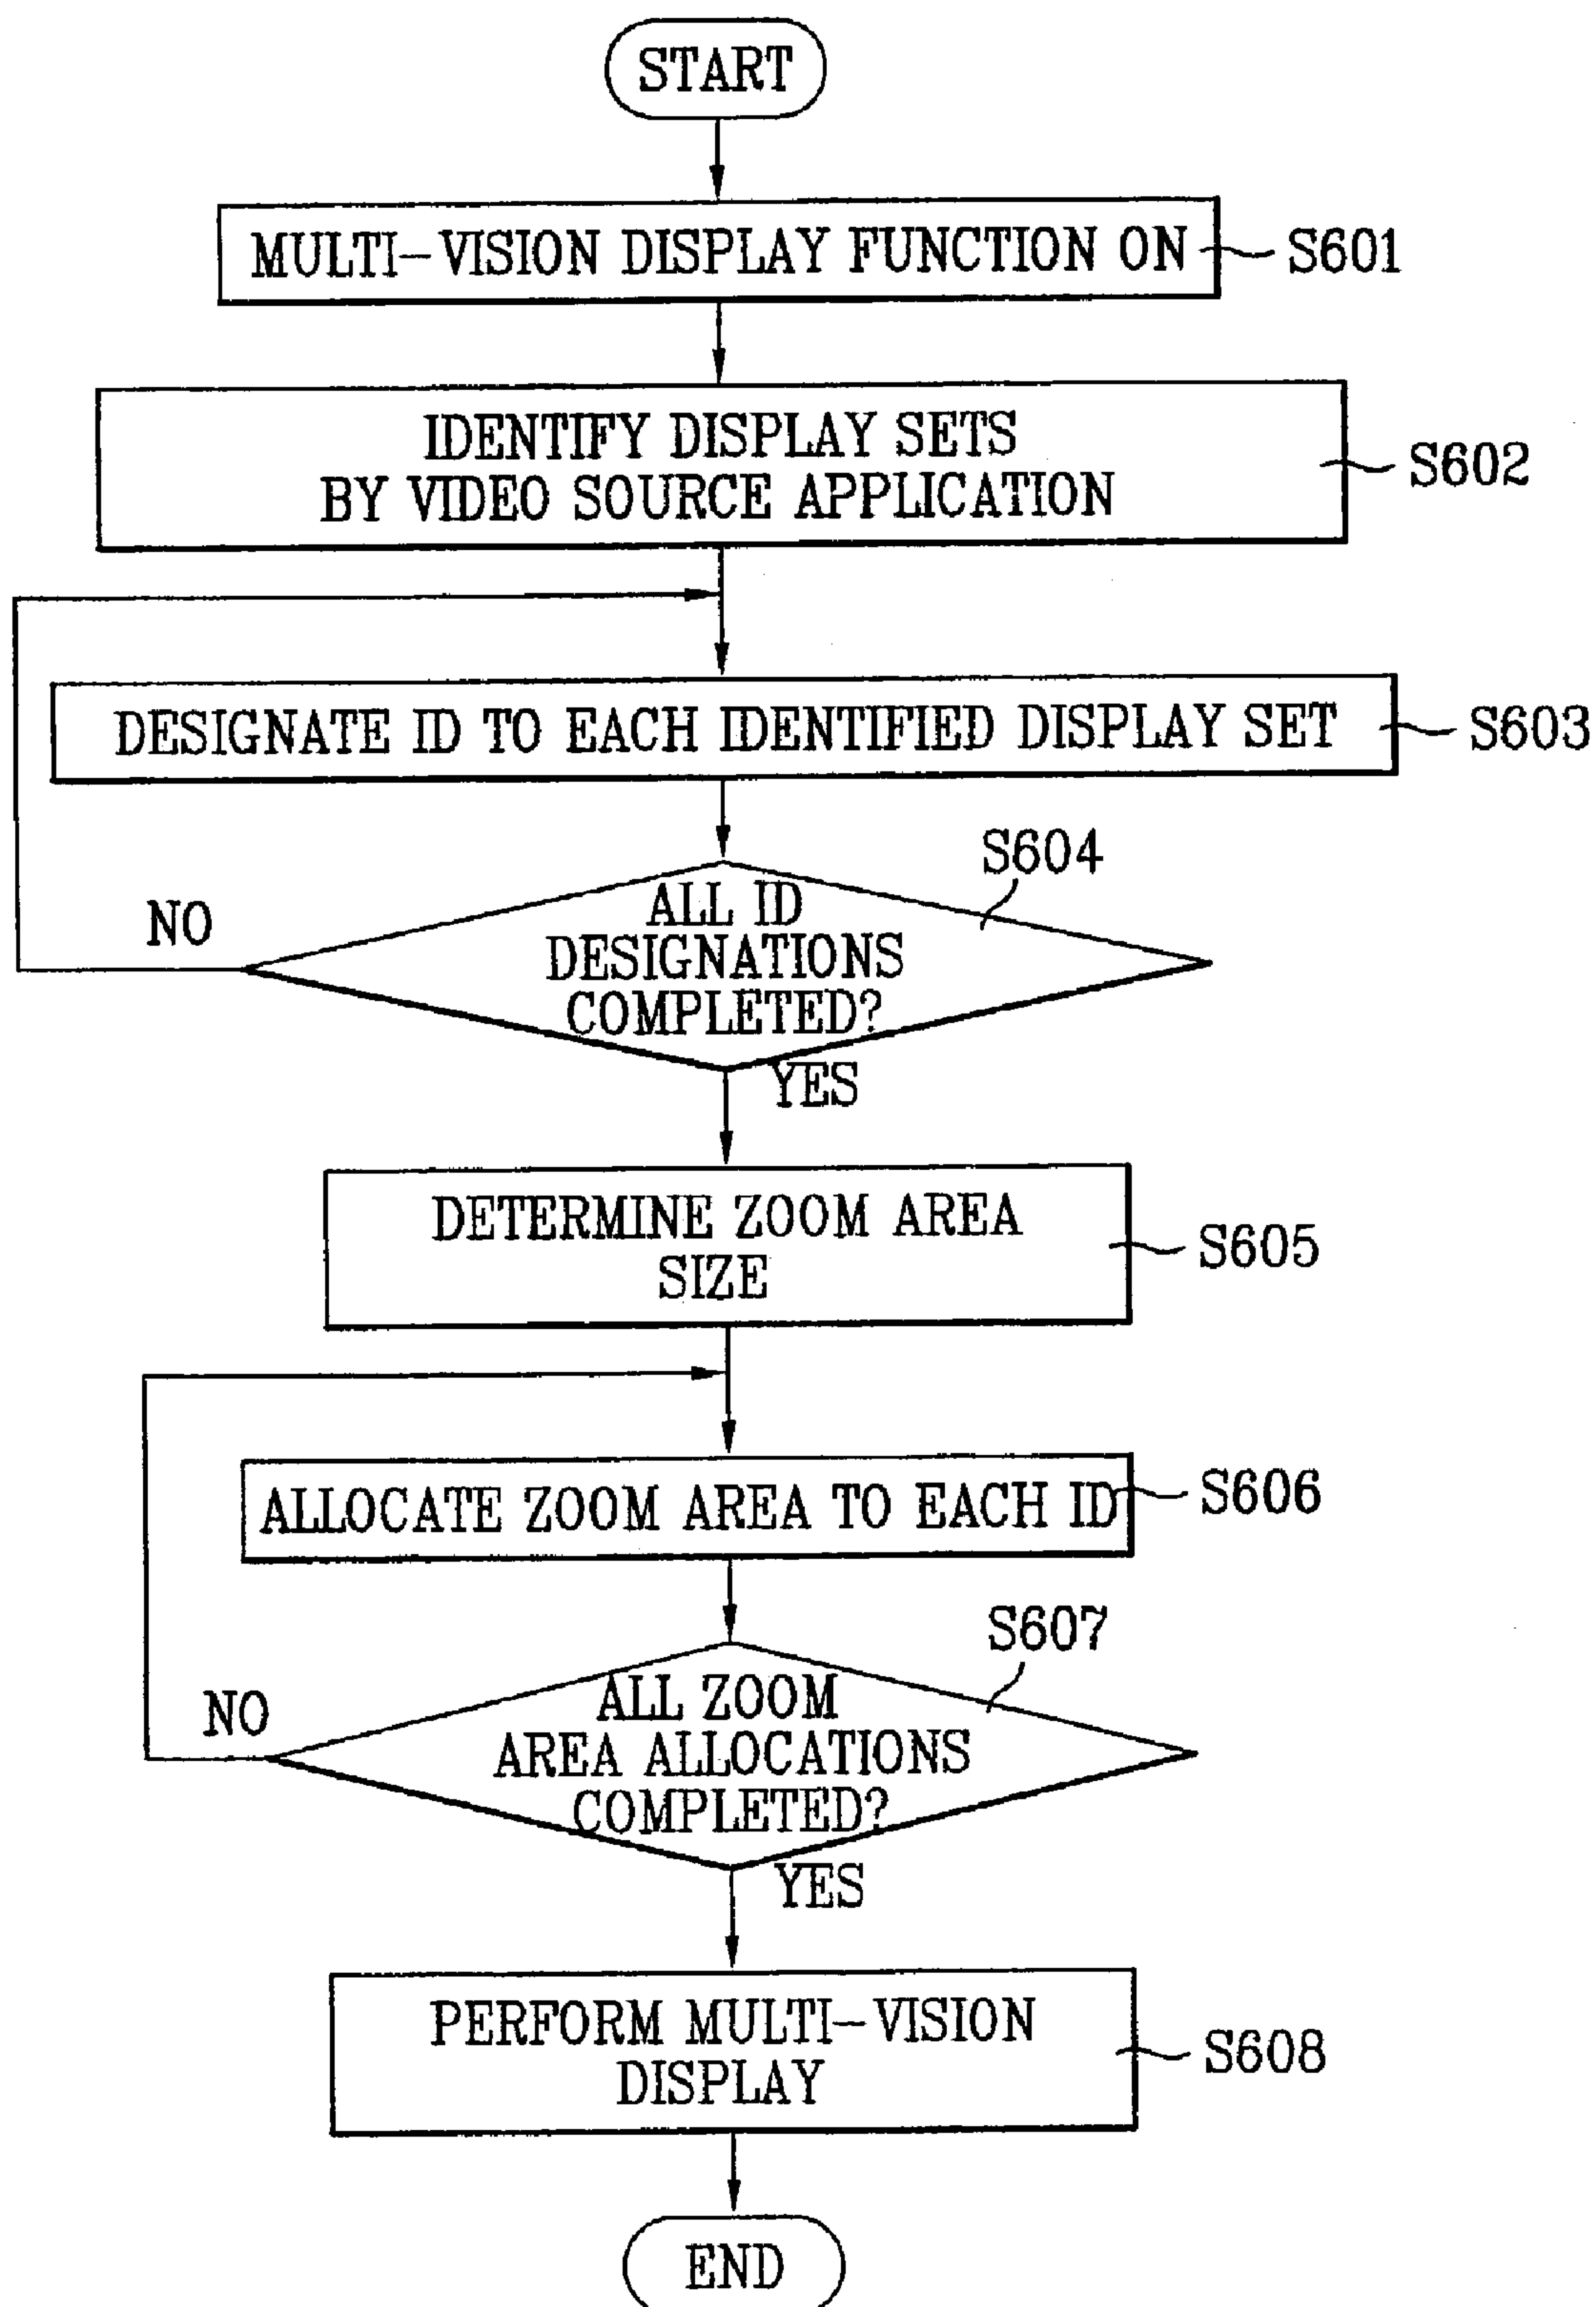 START
MULTI-VISION DISPLAY FUNCTION ON
S601
IDENTIFY DISPLAY SETS
BY VIDEO SOURCE APPLICATION
S602
DESIGNATE ID TO EACH IDENTIFIED DISPLAY SET
S603
S604
ALL ID
DESIGNATIONS
COMPLETED?
NO
YES
DETERMINE ZOOM AREA
SIZE
S605
ALLOCATE ZOOM AREA TO EACH ID
S606
S607
ALL ZOOM
AREA ALLOCATIONS
COMPLETED?
NO
YES
PERFORM MULTI-VISION
DISPLAY
S608
END